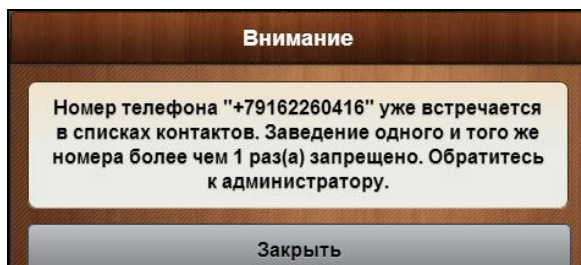 Внимание
Номер телефона "+79162260416" уже встречается
в списках контактов. Заведение одного и того же
номера более чем 1 раз(а) запрещено. Обратитесь
к администратору.
Закрыть